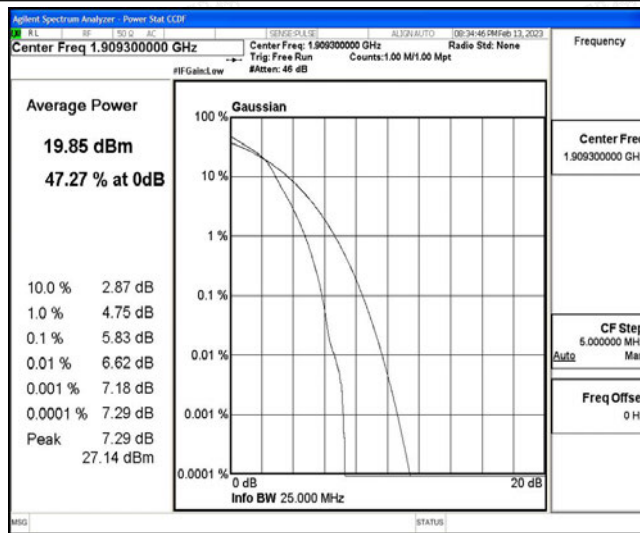 Agilent Spectrum Analyzer - Power Stat CCDF
RL RF 50 Ω AC SENSE:PULSE ALIGN AUTO 08:34:46 PM Feb 13, 2023
Center Freq 1.909300000 GHz
Center Freq: 1.909300000 GHz Radio Std: None
Trig: Free Run Counts:1.00 M/1.00 Mpt
#IFGain:Low #Atten: 46 dB
Frequency
Average Power
19.85 dBm
47.27 % at 0dB
10.0 % 2.87 dB
1.0 % 4.75 dB
0.1 % 5.83 dB
0.01 % 6.62 dB
0.001 % 7.18 dB
0.0001 % 7.29 dB
Peak 7.29 dB
27.14 dBm
Gaussian
100 %
10 %
1 %
0.1 %
0.01 %
0.001 %
0.0001 %
0 dB 20 dB
Info BW 25.000 MHz
Center Fre
1.909300000 GH
CF Step
5.000000 MH
Auto Ma
Freq Offse
0 H
MSG STATUS